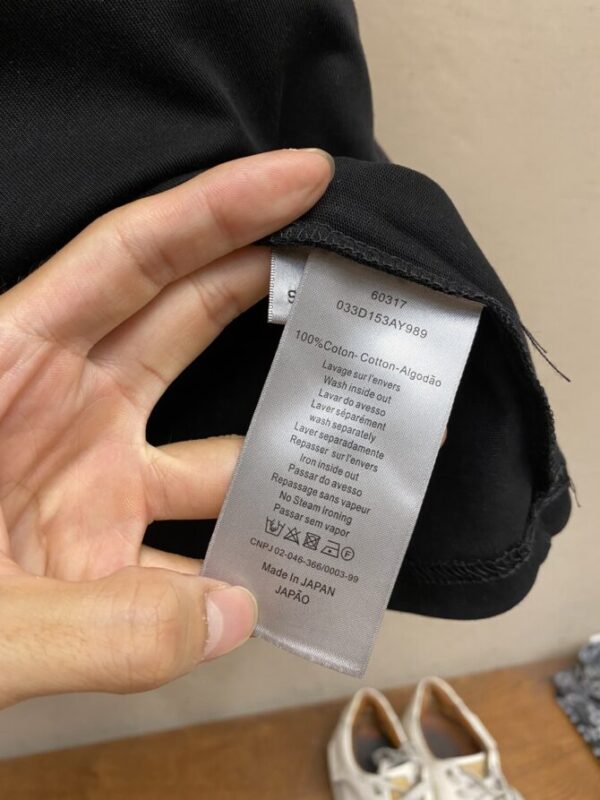 S
60317
033D153AY989
100%Coton-Cotton-Algodão
Lavage sur l'envers
Wash inside out
Lavar do avesso
Laver séparément
wash separately
Laver separadamente
Repasser sur l'envers
Iron inside out
Passar do avesso
Repassage sans vapeur
No Steam Ironing
Passar sem vapor
CNPJ 02-046-366/0003-99
Made In JAPAN
JAPÃO